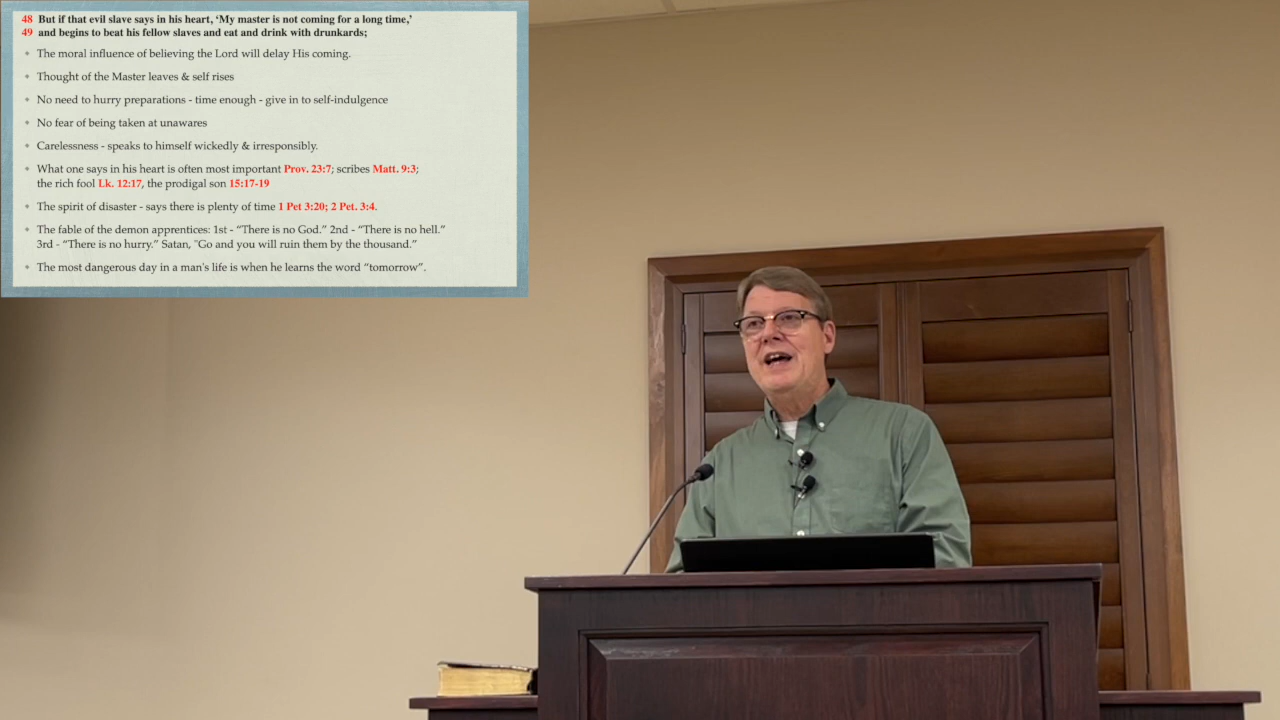 48 But if that evil slave says in his heart, ‘My master is not coming for a long time,’
49 and begins to beat his fellow slaves and eat and drink with drunkards;
The moral influence of believing the Lord will delay His coming.
Thought of the Master leaves & self rises
No need to hurry preparations - time enough - give in to self-indulgence
No fear of being taken at unawares
Carelessness - speaks to himself wickedly & irresponsibly.
What one says in his heart is often most important Prov. 23:7; scribes Matt. 9:3;
the rich fool Lk. 12:17, the prodigal son 15:17-19
The spirit of disaster - says there is plenty of time 1 Pet 3:20; 2 Pet. 3:4.
The fable of the demon apprentices: 1st - “There is no God.” 2nd - “There is no hell.”
3rd - “There is no hurry.” Satan, "Go and you will ruin them by the thousand.”
The most dangerous day in a man's life is when he learns the word “tomorrow”.